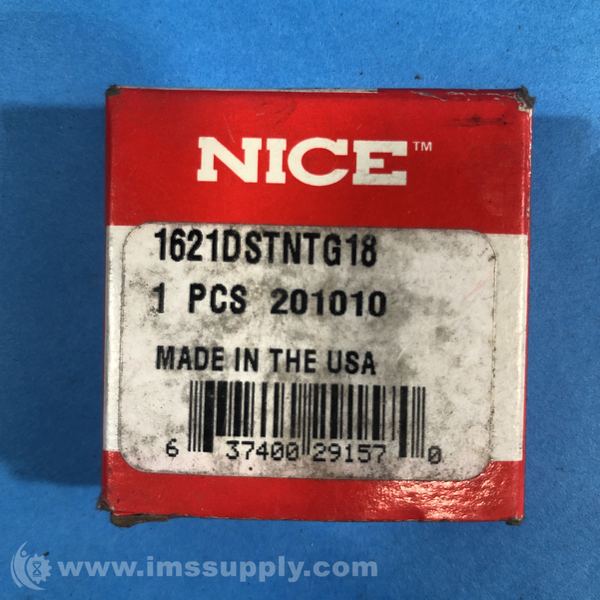 NICE™
1621DSTNTG18
1 PCS 201010
MADE IN THE USA
6 37400 29157 0
www.imssupply.com